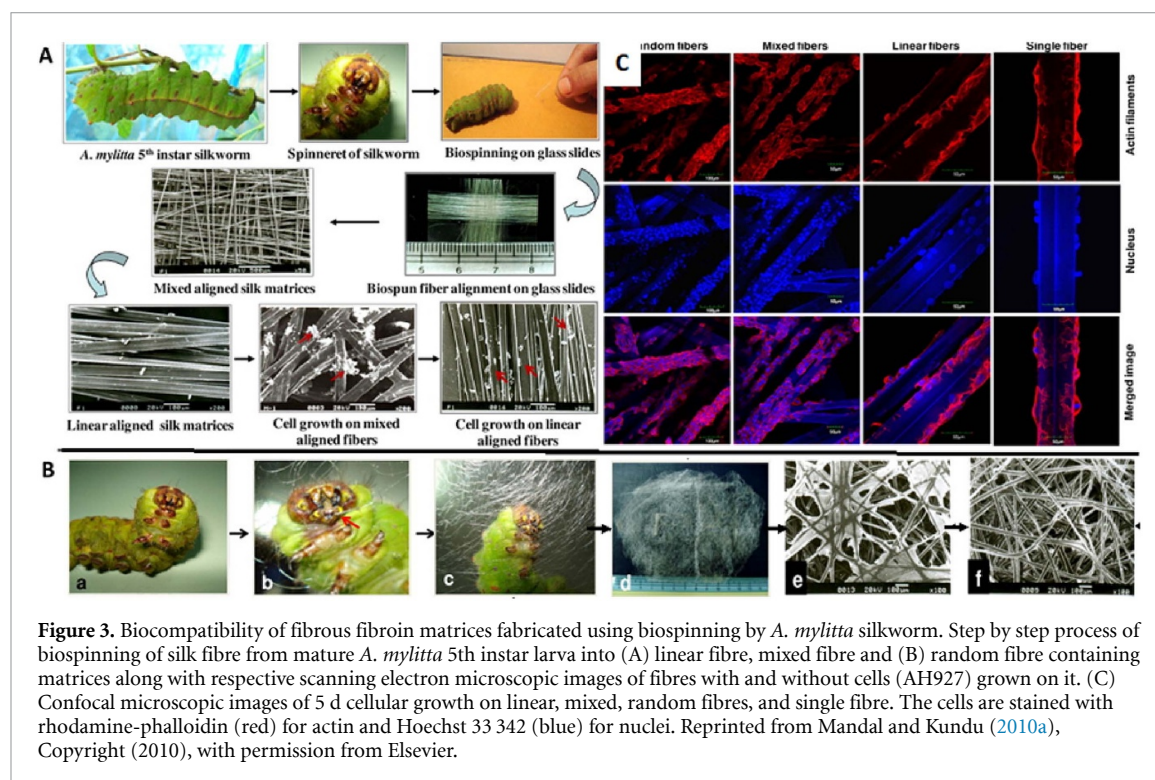 A
A. mylitta 5th instar silkworm
Spinneret of silkworm
Biospinning on glass slides
Mixed aligned silk matrices
5 6 7 8
Biospun fiber alignment on glass slides
Linear aligned silk matrices
Cell growth on mixed
aligned fibers
Cell growth on linear
aligned fibers
C
andom fibers
Mixed fibers
Linear fibers
Single fiber
Actin filaments
Nucleus
Merged image
B
a
b
c
d
e
f
Figure 3. Biocompatibility of fibrous fibroin matrices fabricated using biospinning by A. mylitta silkworm. Step by step process of
biospinning of silk fibre from mature A. mylitta 5th instar larva into (A) linear fibre, mixed fibre and (B) random fibre containing
matrices along with respective scanning electron microscopic images of fibres with and without cells (AH927) grown on it. (C)
Confocal microscopic images of 5 d cellular growth on linear, mixed, random fibres, and single fibre. The cells are stained with
rhodamine-phalloidin (red) for actin and Hoechst 33 342 (blue) for nuclei. Reprinted from Mandal and Kundu (2010a),
Copyright (2010), with permission from Elsevier.